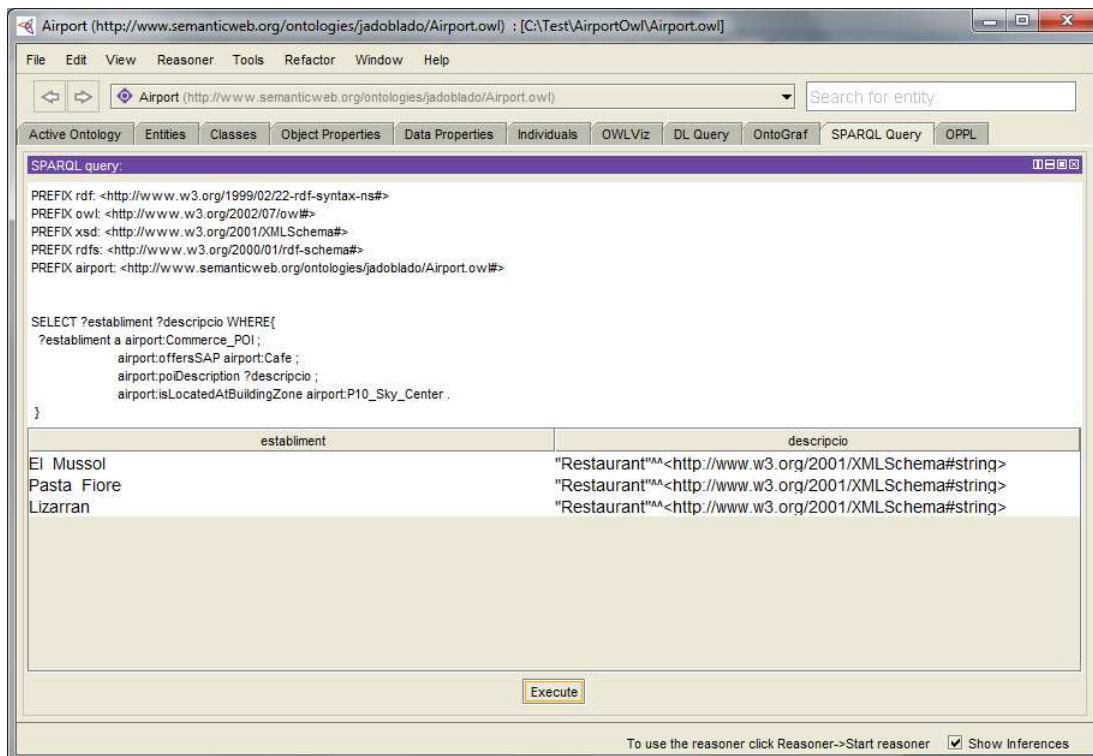 Airport (http://www.semanticweb.org/ontologies/jadoblado/Airport.owl) : [C:\Test\AirportOwl\Airport.owl]
File Edit View Reasoner Tools Refactor Window Help
Airport (http://www.semanticweb.org/ontologies/jadoblado/Airport.owl) Search for entity
Active Ontology Entities Classes Object Properties Data Properties Individuals OWLViz DL Query OntoGraf SPARQL Query OPPL
SPARQL query:
PREFIX rdf: <http://www.w3.org/1999/02/22-rdf-syntax-ns#>
PREFIX owl: <http://www.w3.org/2002/07/owl#>
PREFIX xsd: <http://www.w3.org/2001/XMLSchema#>
PREFIX rdfs: <http://www.w3.org/2000/01/rdf-schema#>
PREFIX airport: <http://www.semanticweb.org/ontologies/jadoblado/Airport.owl#>
SELECT ?establiment ?descripcio WHERE{
?establiment a airport:Commerce_POI ;
airport:offersSAP airport:Cafe ;
airport:poiDescription ?descripcio ;
airport:isLocatedAtBuildingZone airport:P10_Sky_Center .
}
establiment descripcio
El Mussol "Restaurant"^^<http://www.w3.org/2001/XMLSchema#string>
Pasta Fiore "Restaurant"^^<http://www.w3.org/2001/XMLSchema#string>
Lizarran "Restaurant"^^<http://www.w3.org/2001/XMLSchema#string>
Execute
To use the reasoner click Reasoner->Start reasoner Show Inferences